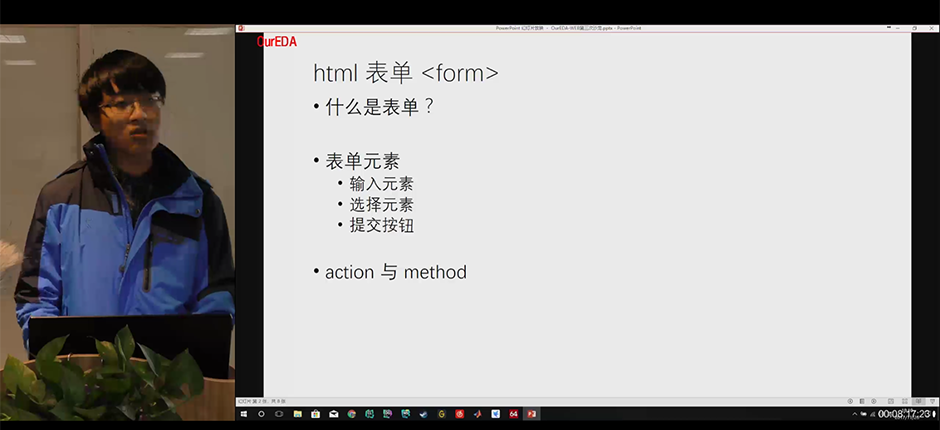 PowerPoint 幻灯片放映 - OurEDA-WEB第三次沙龙.pptx - PowerPoint
OurEDA
html 表单 <form>
• 什么是表单？
• 表单元素
• 输入元素
• 选择元素
• 提交按钮
• action 与 method
幻灯片 第 2 张, 共 8 张
64
00:08:17:23